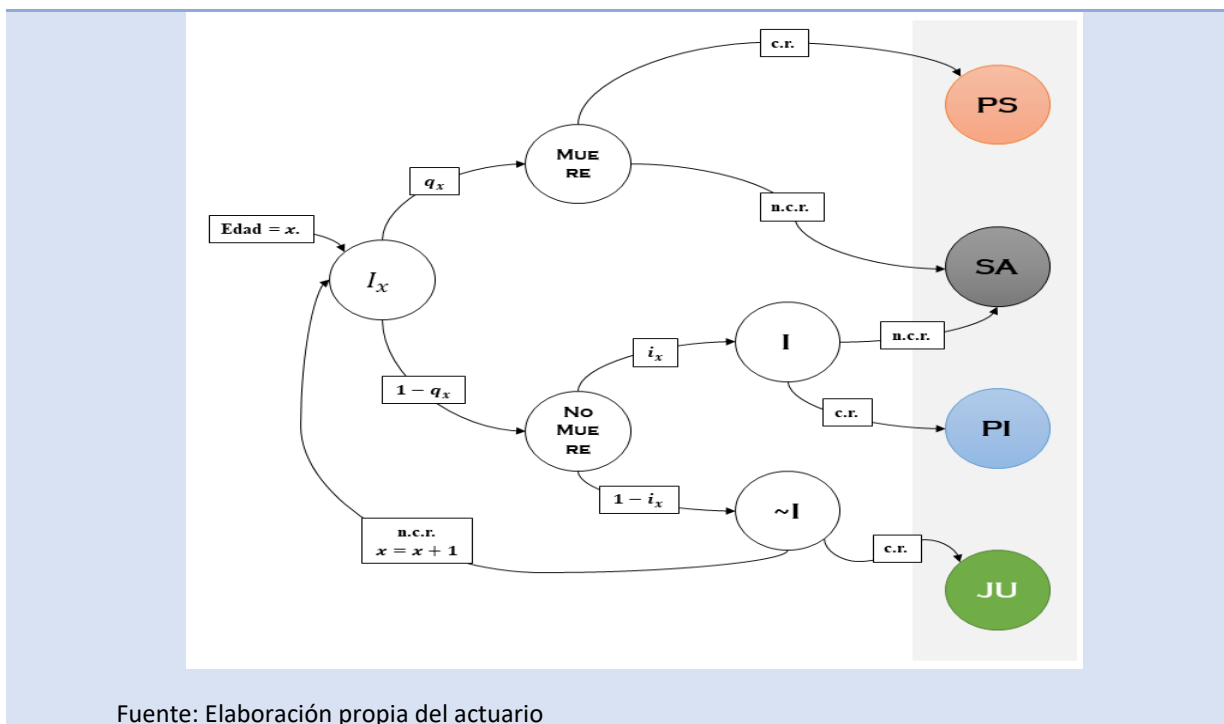 c.r.
PS
MUE
RE
q_x
n.c.r.
Edad = x.
SA
I_x
I
n.c.r.
i_x
1 − q_x
c.r.
NO
MUE
RE
PI
1 − i_x
~I
n.c.r.
x = x + 1
c.r.
JU
Fuente: Elaboración propia del actuario